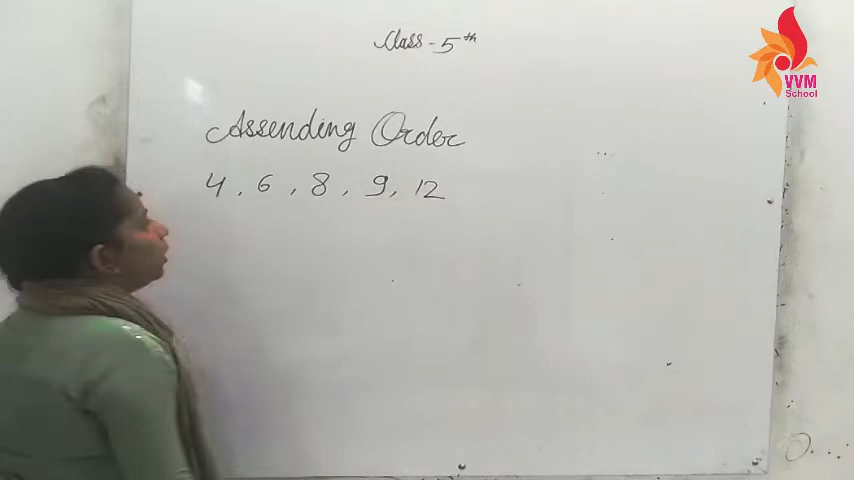 Class - 5th
VVM
School
Assending Order
4, 6, 8, 9, 12